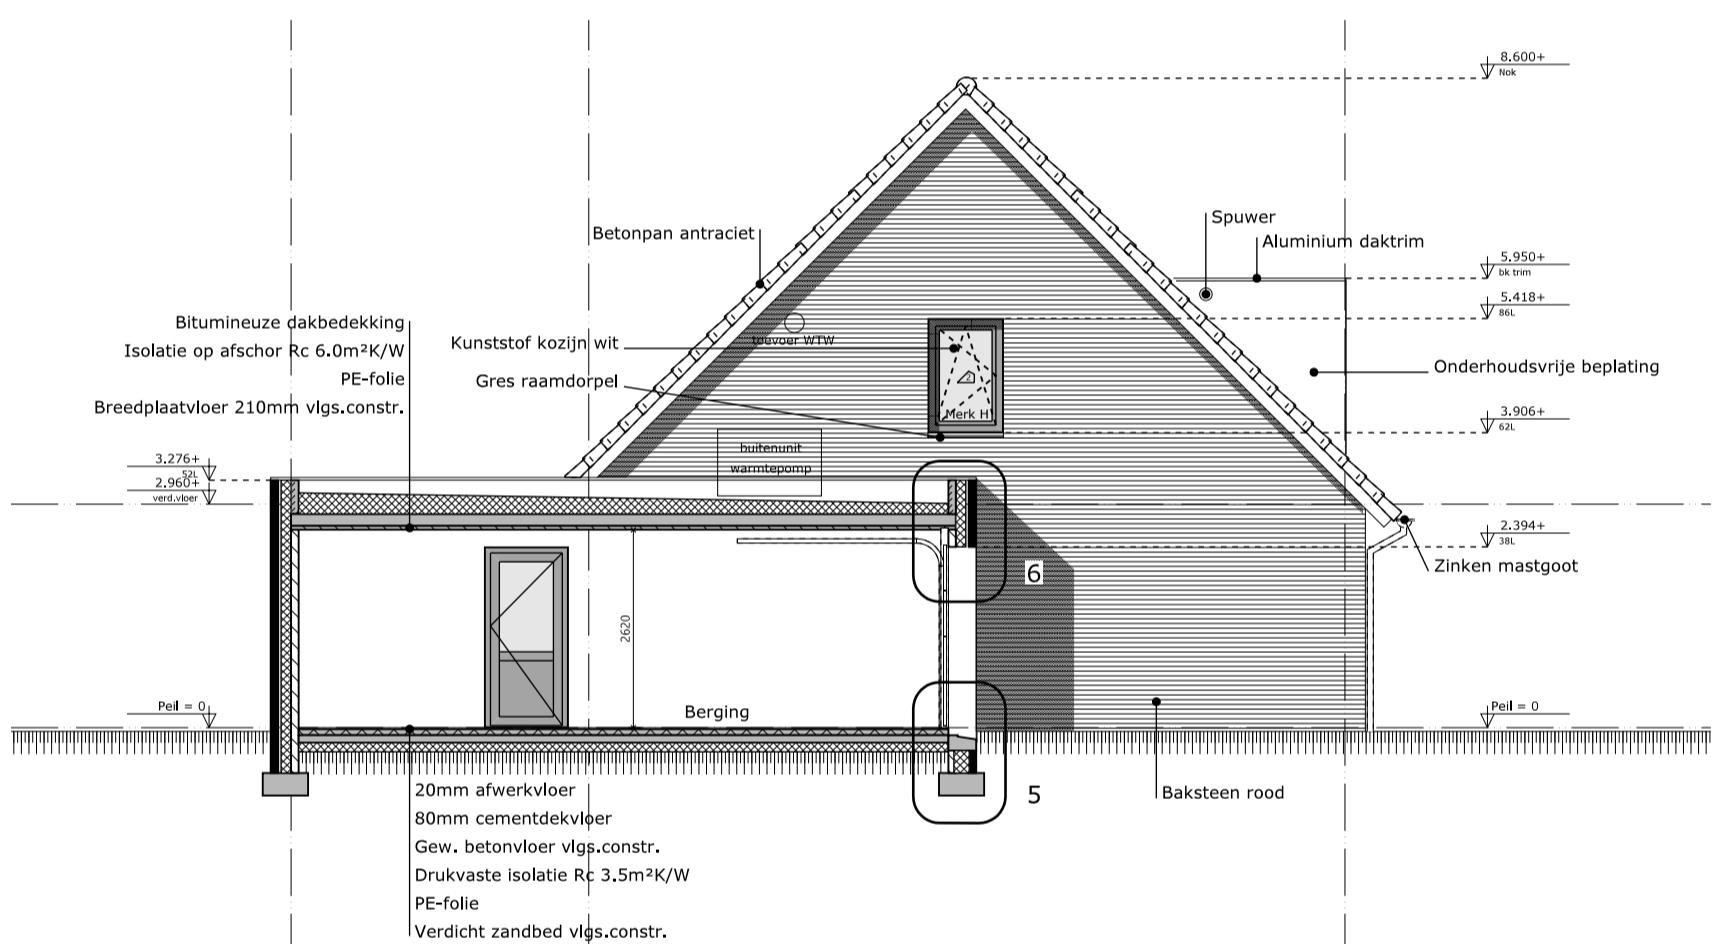 8.600+
Nok
Spuwer
Betonpan antraciet
Aluminium daktrim
5.950+
bk trim
5.418+
86L
Bitumineuze dakbedekking
Isolatie op afschor Rc 6.0m²K/W
PE-folie
Breedplaatvloer 210mm vlgs.constr.
toevoer WTW
Kunststof kozijn wit
Gres raamdorpel
2
Merk H
Onderhoudsvrije beplating
3.906+
62L
buitenunit
warmtepomp
3.276+
52L
2.960+
verd.vloer
2.394+
38L
6
Zinken mastgoot
2620
Peil = 0
Berging
Peil = 0
20mm afwerkvloer
80mm cementdekvloer
Gew. betonvloer vlgs.constr.
Drukvaste isolatie Rc 3.5m²K/W
PE-folie
Verdicht zandbed vlgs.constr.
5
Baksteen rood